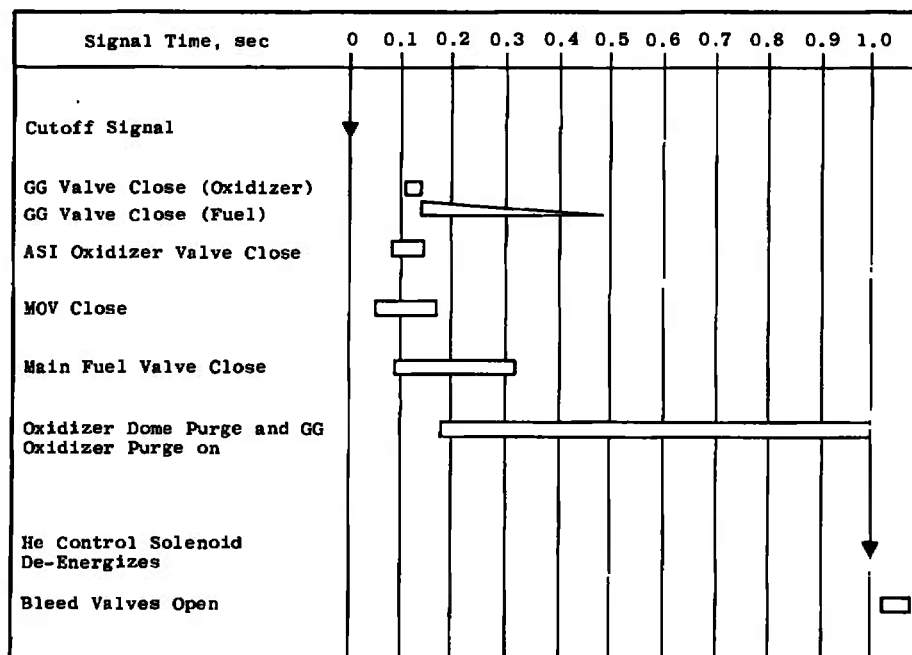 Signal Time, sec 0 0.1 0.2 0.3 0.4 0.5 0.6 0.7 0.8 0.9 1.0
Cutoff Signal
GG Valve Close (Oxidizer)
GG Valve Close (Fuel)
ASI Oxidizer Valve Close
MOV Close
Main Fuel Valve Close
Oxidizer Dome Purge and GG
Oxidizer Purge on
He Control Solenoid
De-Energizes
Bleed Valves Open